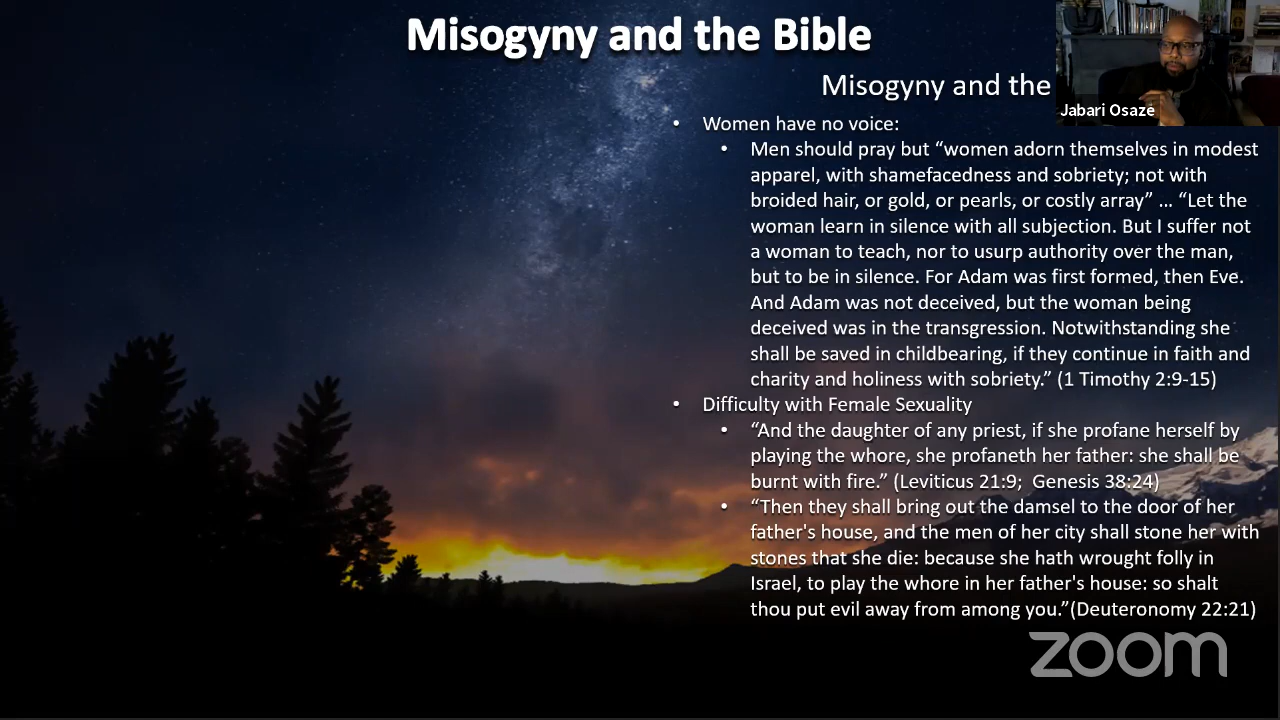 Misogyny and the Bible
Misogyny and the
Jabari Osaze
• Women have no voice:
• Men should pray but “women adorn themselves in modest
apparel, with shamefacedness and sobriety; not with
broided hair, or gold, or pearls, or costly array” ... “Let the
woman learn in silence with all subjection. But I suffer not
a woman to teach, nor to usurp authority over the man,
but to be in silence. For Adam was first formed, then Eve.
And Adam was not deceived, but the woman being
deceived was in the transgression. Notwithstanding she
shall be saved in childbearing, if they continue in faith and
charity and holiness with sobriety.” (1 Timothy 2:9-15)
• Difficulty with Female Sexuality
• “And the daughter of any priest, if she profane herself by
playing the whore, she profaneth her father: she shall be
burnt with fire.” (Leviticus 21:9; Genesis 38:24)
• “Then they shall bring out the damsel to the door of her
father's house, and the men of her city shall stone her with
stones that she die: because she hath wrought folly in
Israel, to play the whore in her father's house: so shalt
thou put evil away from among you.”(Deuteronomy 22:21)
zoom